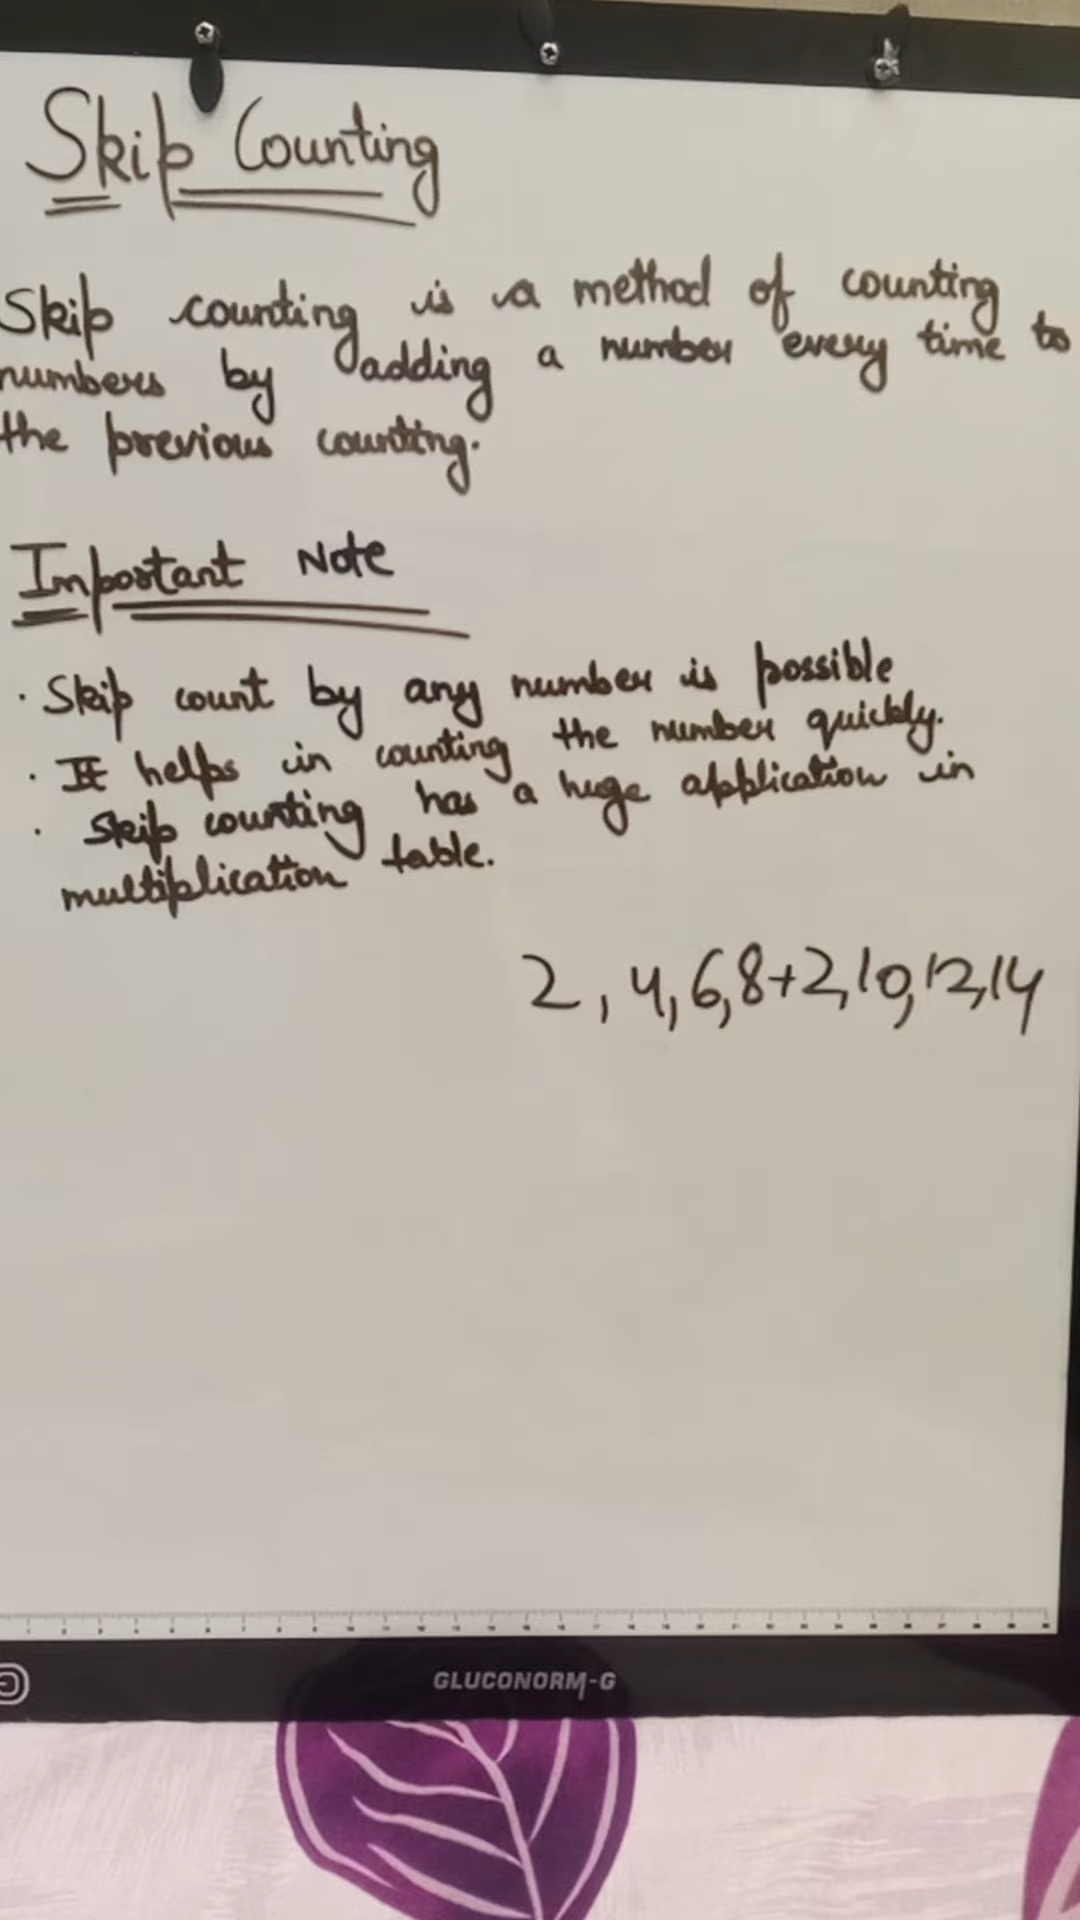 Skip Counting
Skip counting is a method of counting
numbers by adding a number every time to
the previous counting.
Important Note
· Skip count by any number is possible
· It helps in counting the number quickly.
· Skip counting has a huge application in
multiplication table.
2, 4, 6, 8+2, 10, 12, 14
GLUCONORM-G